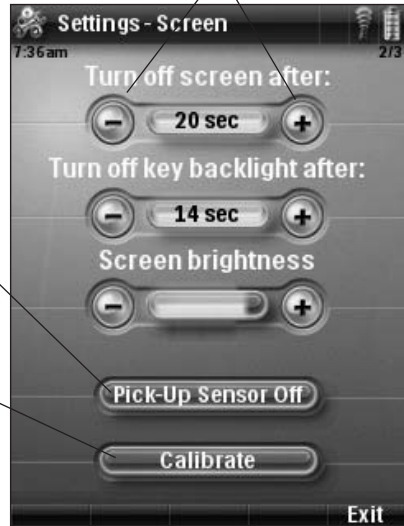 Settings - Screen
7:36am 2/3
Turn off screen after:
- 20 sec +
Turn off key backlight after:
- 14 sec +
Screen brightness
- +
Pick-Up Sensor Off
Calibrate
Exit